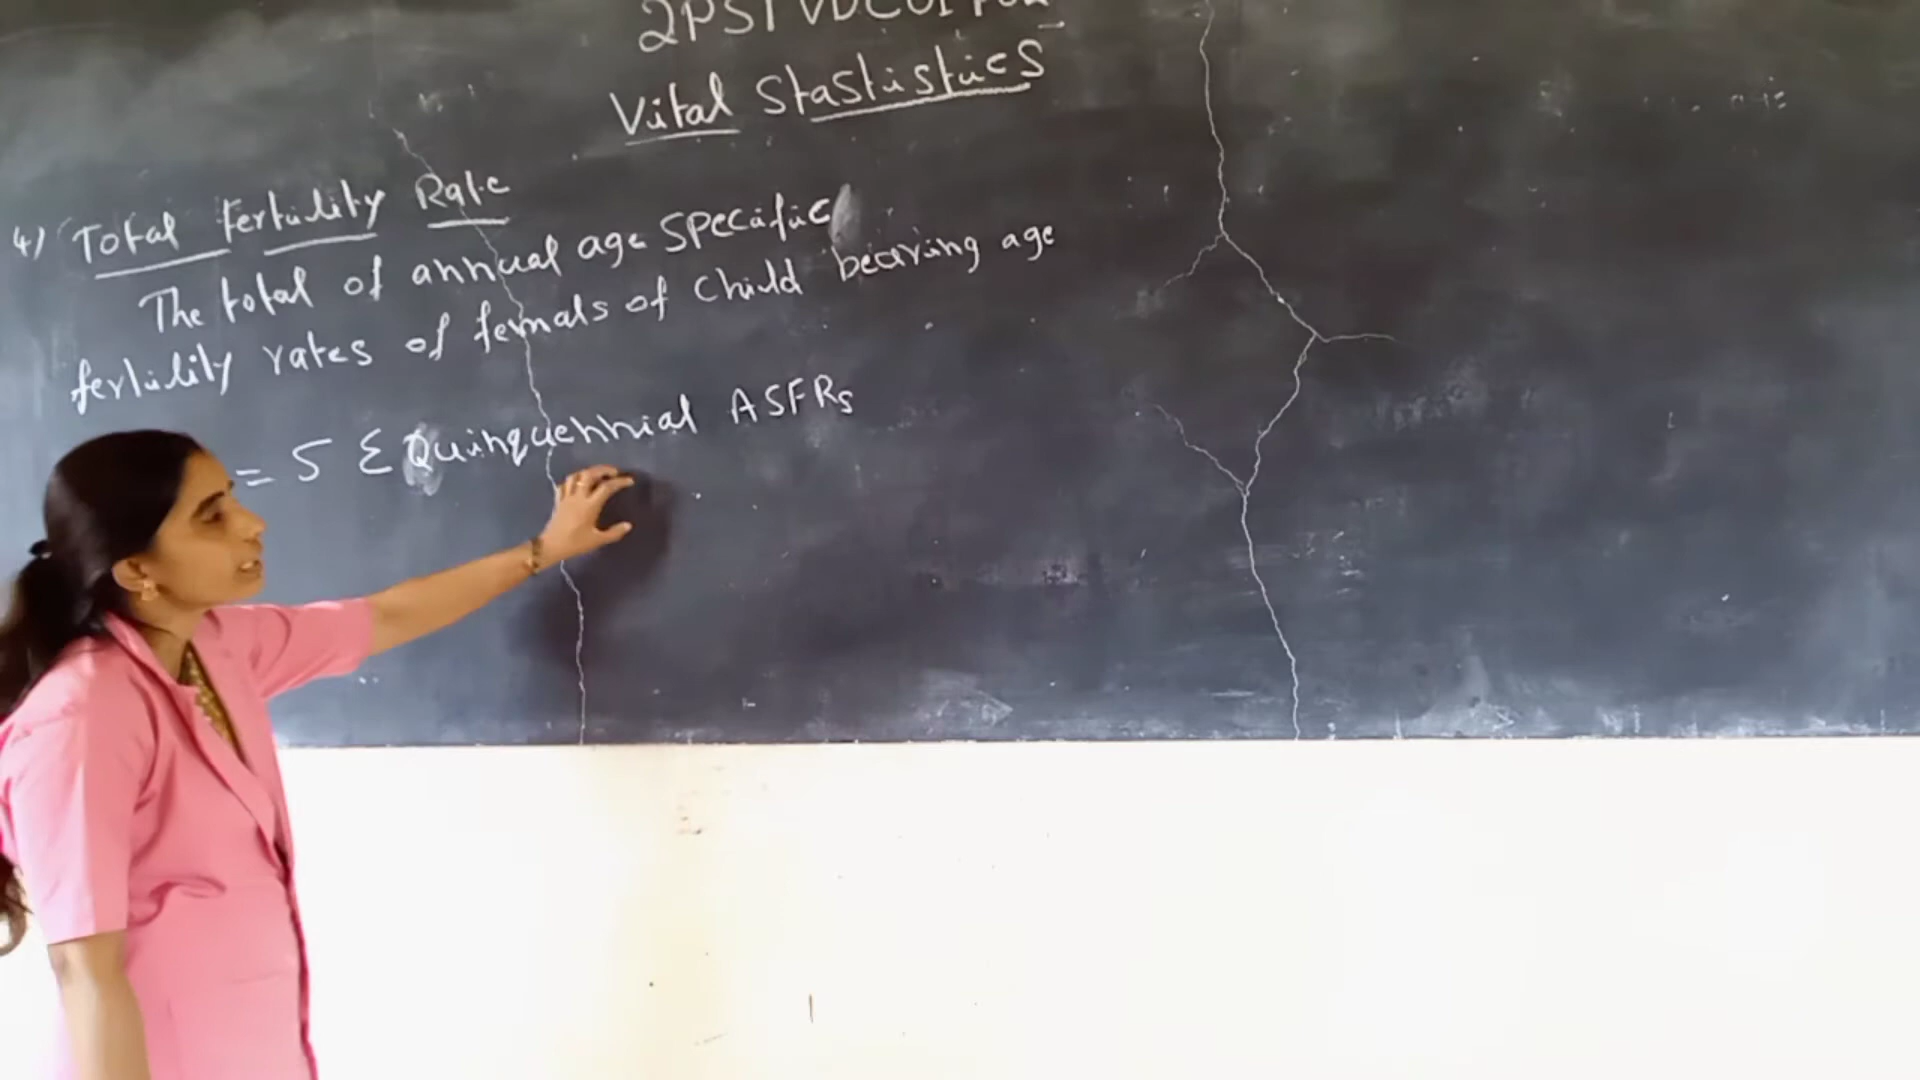 Vital Stastistics
4) Total fertility Rate
The total of annual age specific
fertility rates of femals of child bearing age
= 5 Σ Quinquennial ASFRs